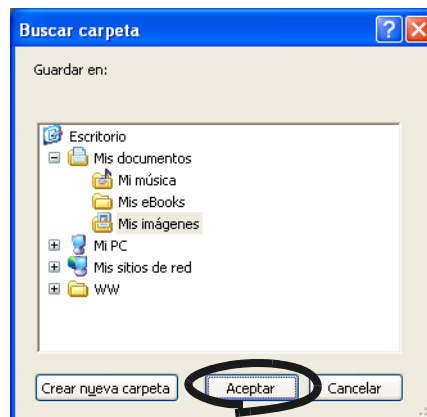 Buscar carpeta
Guardar en:
Escritorio
Mis documentos
Mi música
Mis eBooks
Mis imágenes
Mi PC
Mis sitios de red
WW
Crear nueva carpeta Aceptar Cancelar